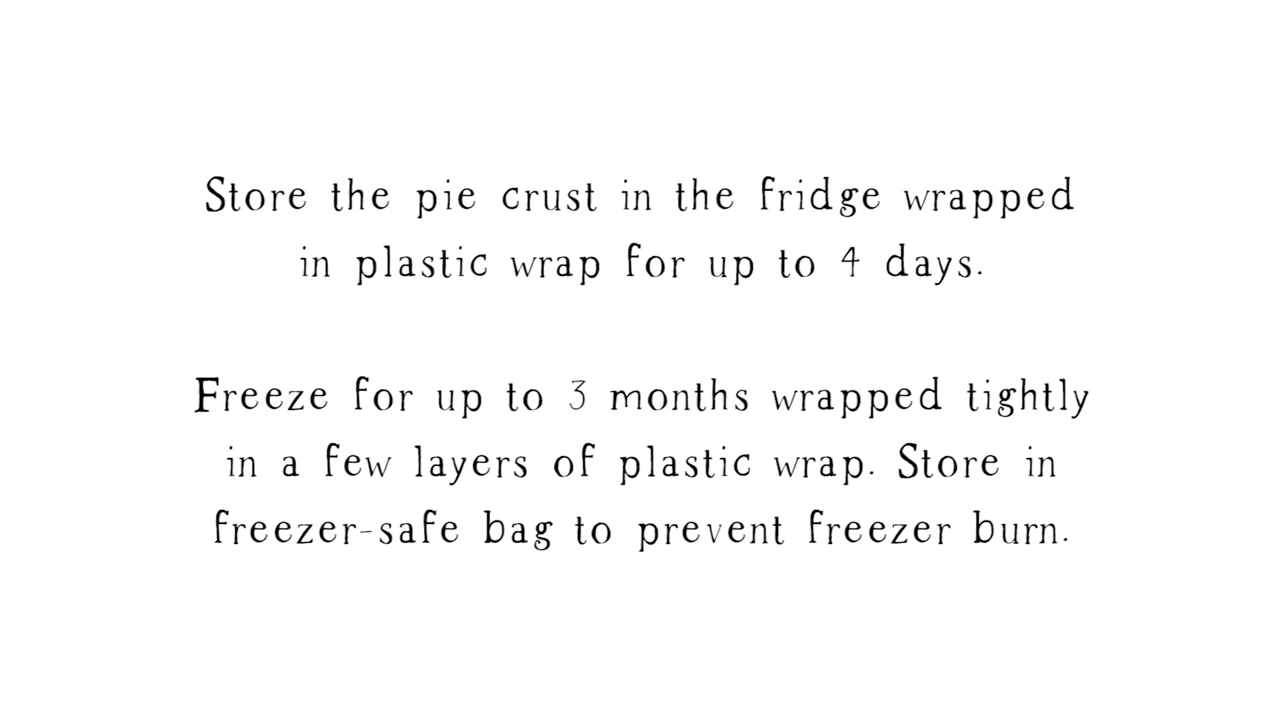 Store the pie crust in the fridge wrapped
in plastic wrap for up to 4 days.
Freeze for up to 3 months wrapped tightly
in a few layers of plastic wrap. Store in
freezer-safe bag to prevent freezer burn.